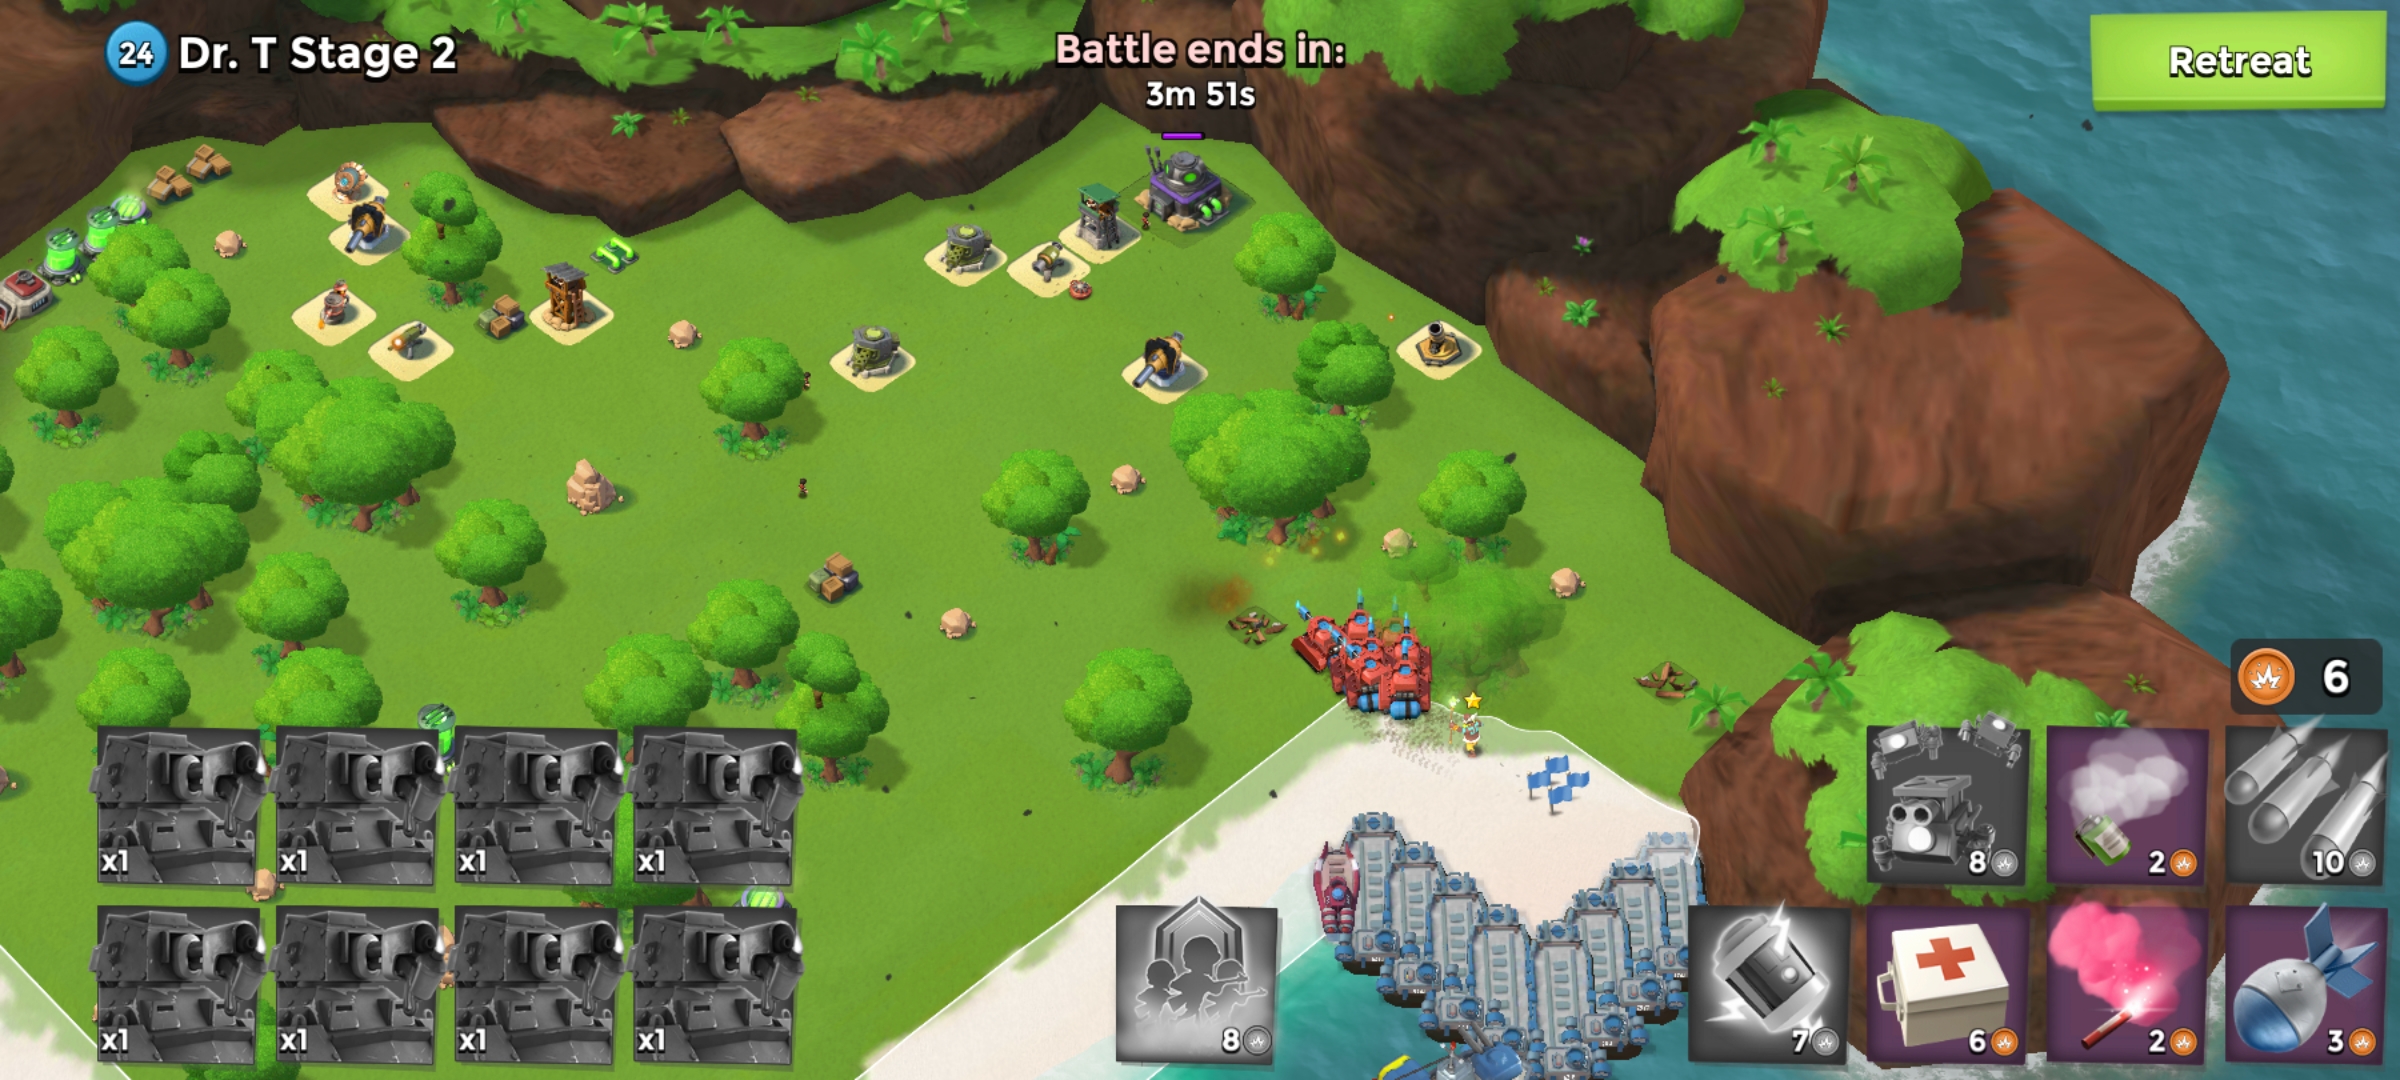 24 Dr. T Stage 2
Battle ends in:
3m 51s
Retreat
6
x1 x1 x1 x1
8 2 10
x1 x1 x1 x1
8 7 6 2 3